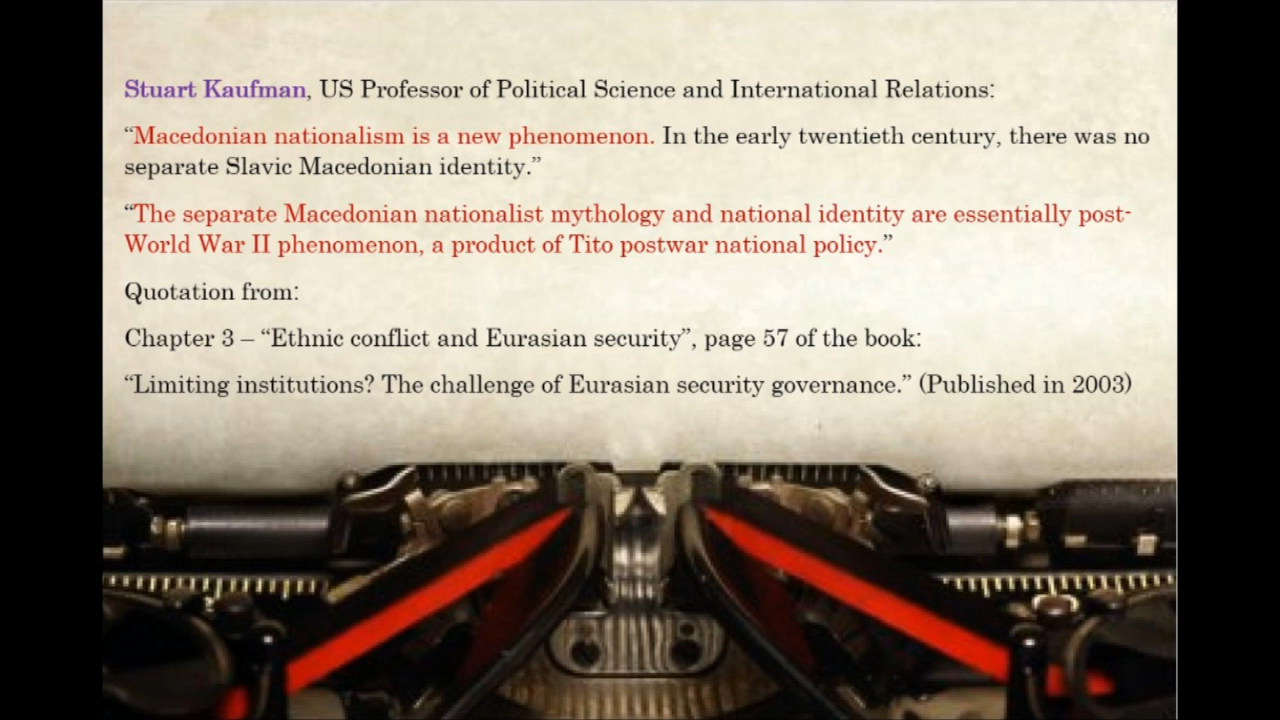 Stuart Kaufman, US Professor of Political Science and International Relations:
“Macedonian nationalism is a new phenomenon. In the early twentieth century, there was no
separate Slavic Macedonian identity.”
“The separate Macedonian nationalist mythology and national identity are essentially post-
World War II phenomenon, a product of Tito postwar national policy.”
Quotation from:
Chapter 3 – “Ethnic conflict and Eurasian security”, page 57 of the book:
“Limiting institutions? The challenge of Eurasian security governance.” (Published in 2003)